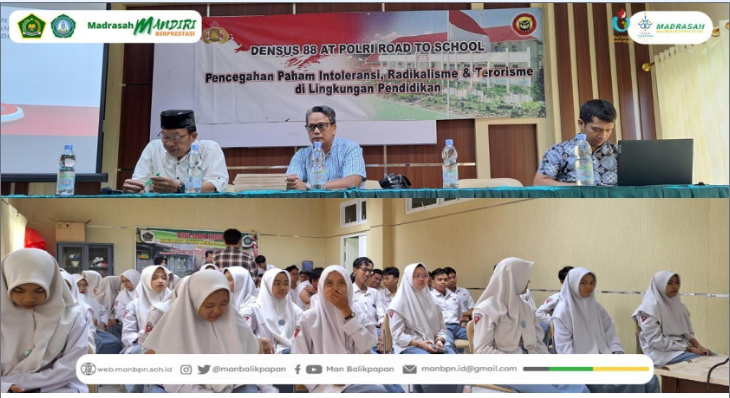 Madrasah MANDIRI
BERPRESTASI
MADRASAH
DENSUS 88 AT POLRI ROAD TO SCHOOL
Pencegahan Paham Intoleransi, Radikalisme & Terorisme
di Lingkungan Pendidikan
web.manbpn.sch.id
@manbalikpapan
Man Balikpapan
manbpn.id@gmail.com